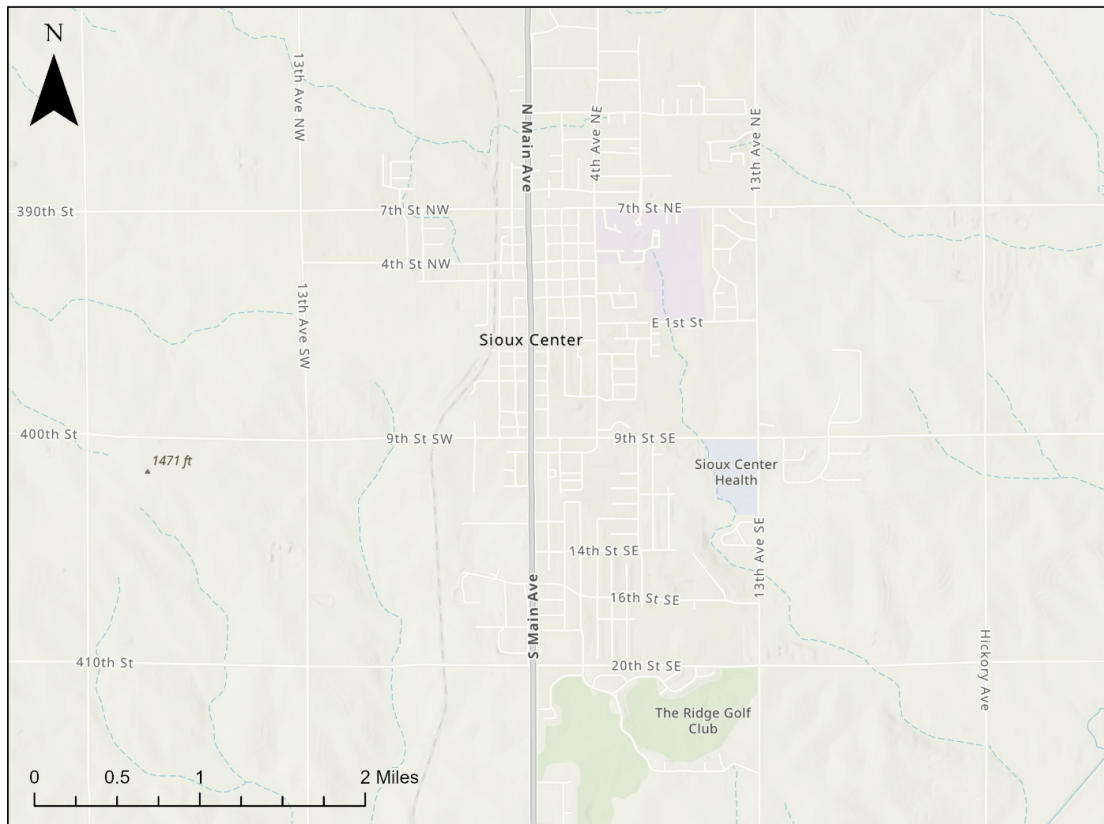 N
13th Ave NW
N Main Ave
4th Ave NE
13th Ave NE
390th St
7th St NW
7th St NE
4th St NW
13th Ave SW
E 1st St
Sioux Center
400th St
9th St SW
9th St SE
1471 ft
Sioux Center
Health
14th St SE
13th Ave SE
16th St SE
S Main Ave
Hickory Ave
410th St
20th St SE
The Ridge Golf
Club
0 0.5 1 2 Miles